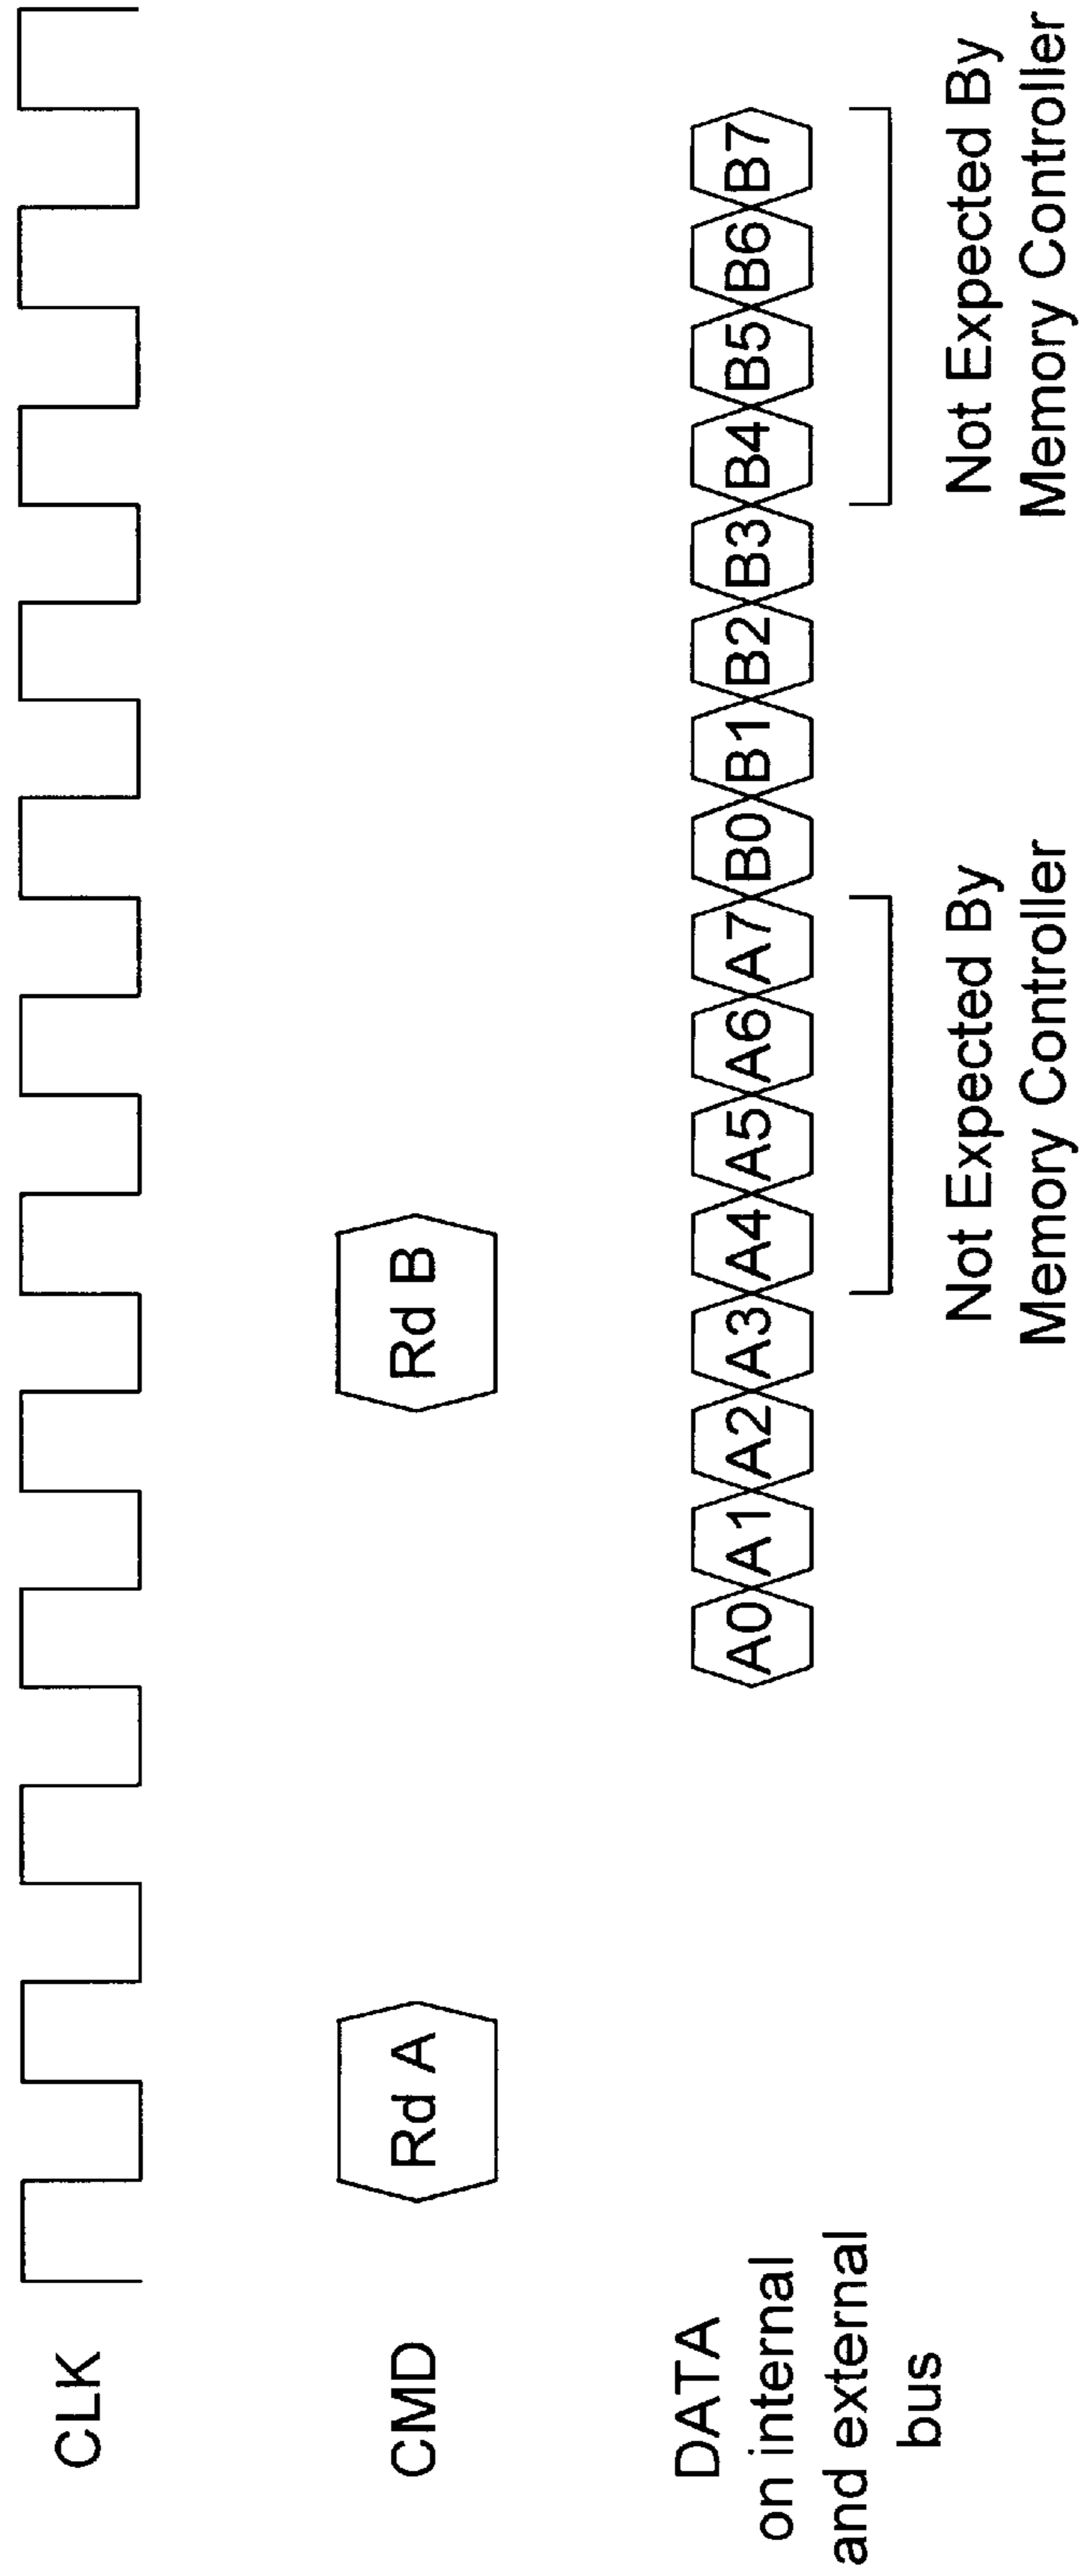 CLK
CMD
Rd A
Rd B
DATA
on internal
and external
bus
A0 A1 A2 A3 A4 A5 A6 A7 B0 B1 B2 B3 B4 B5 B6 B7
Not Expected By
Memory Controller
Not Expected By
Memory Controller